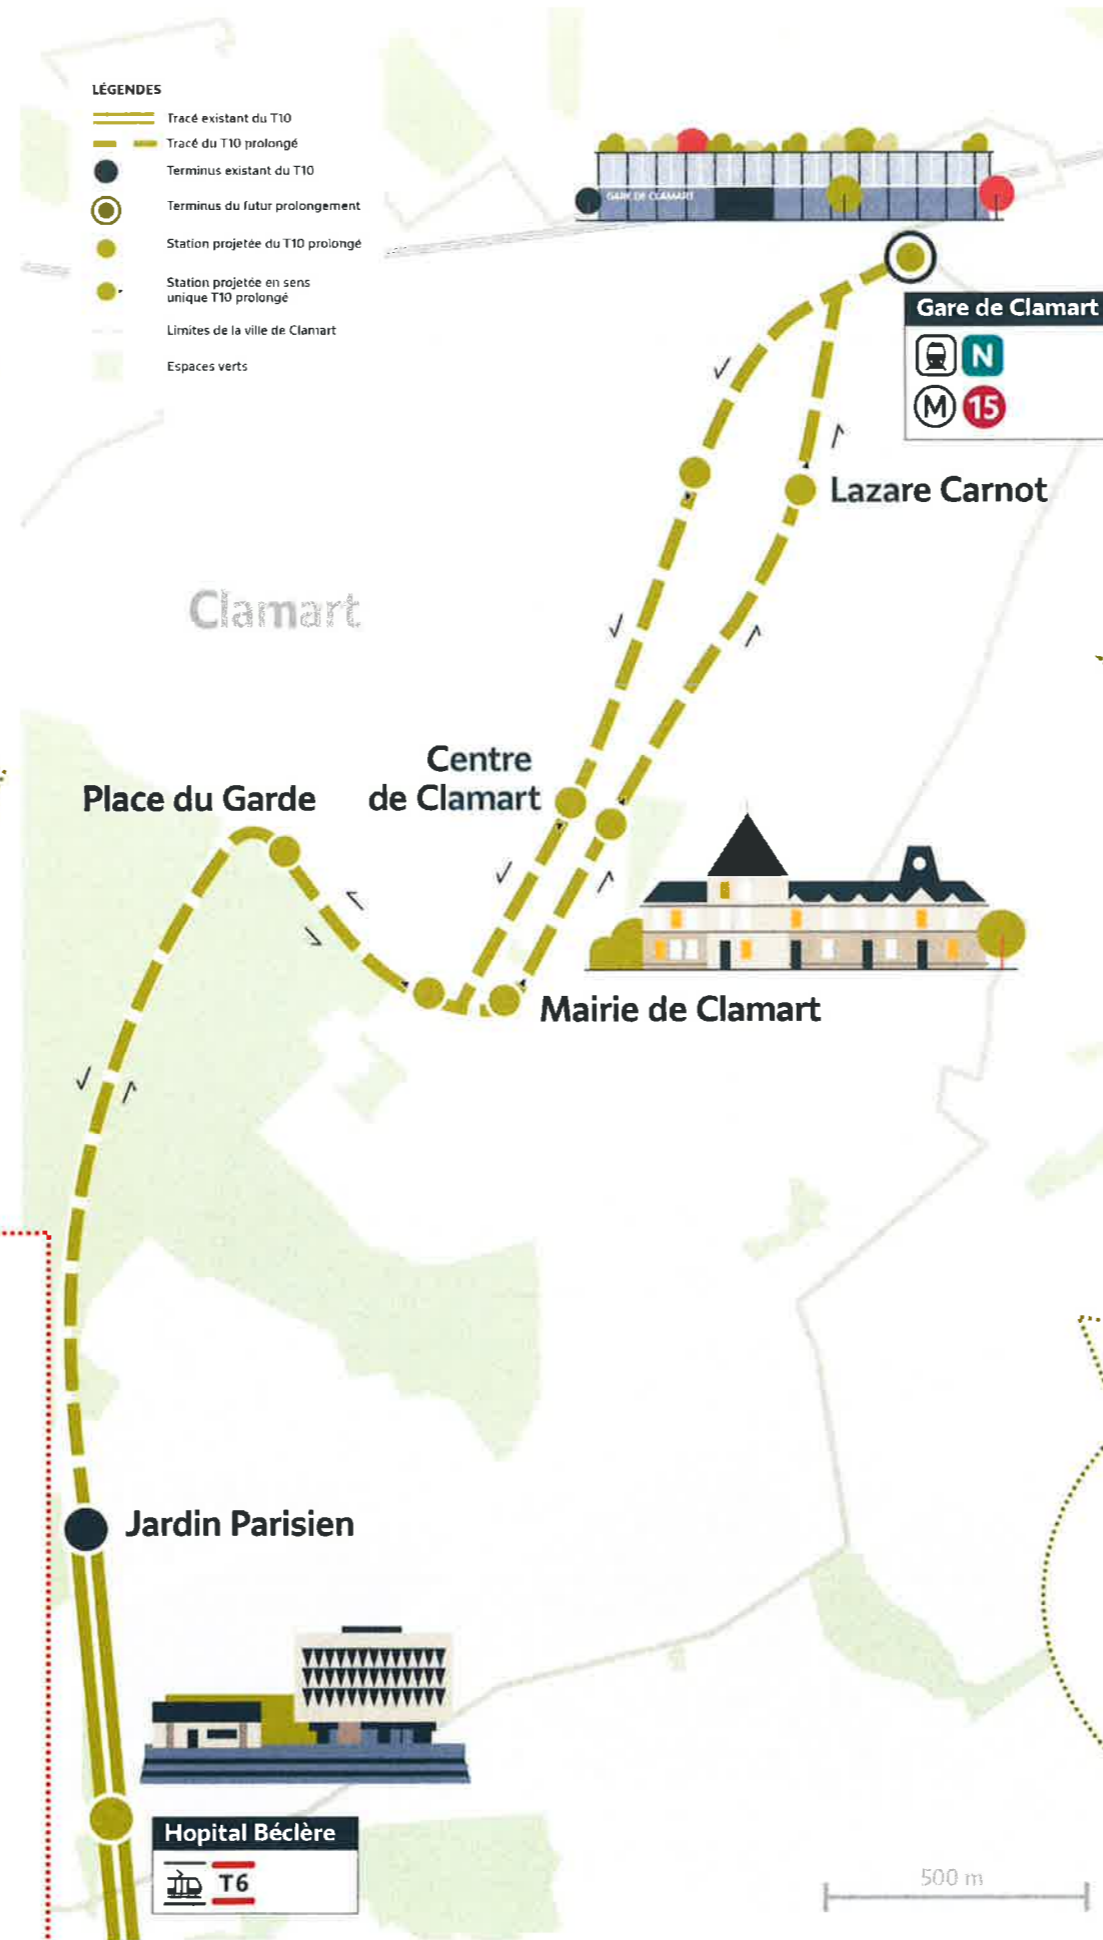 LÉGENDES
Tracé existant du T10
Tracé du T10 prolongé
Terminus existant du T10
Terminus du futur prolongement
Station projetée du T10 prolongé
Station projetée en sens
unique T10 prolongé
Limites de la ville de Clamart
Espaces verts
GARE DE CLAMART
Gare de Clamart
N
M 15
Lazare Carnot
Clamart
Centre
de Clamart
Place du Garde
Mairie de Clamart
Jardin Parisien
Hopital Béclère
T6
500 m